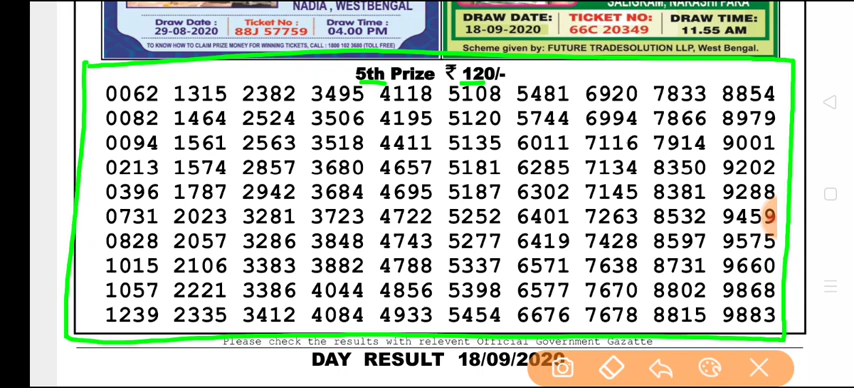 NADIA, WESTBENGAL
Draw Date : Ticket No : Draw Time :
29-08-2020 88J 57759 04.00 PM
TO KNOW HOW TO CLAIM PRIZE MONEY FOR WINNING TICKETS, CALL : 1800 102 3680 (TOLL FREE)
SALIGRAM, NARASHI PARA
DRAW DATE: TICKET NO: DRAW TIME:
18-09-2020 66C 20349 11.55 AM
Scheme given by: FUTURE TRADESOLUTION LLP, West Bengal.
5th Prize ₹ 120/-
0062 1315 2382 3495 4118 5108 5481 6920 7833 8854
0082 1464 2524 3506 4195 5120 5744 6994 7866 8979
0094 1561 2563 3518 4411 5135 6011 7116 7914 9001
0213 1574 2857 3680 4657 5181 6285 7134 8350 9202
0396 1787 2942 3684 4695 5187 6302 7145 8381 9288
0731 2023 3281 3723 4722 5252 6401 7263 8532 9459
0828 2057 3286 3848 4743 5277 6419 7428 8597 9575
1015 2106 3383 3882 4788 5337 6571 7638 8731 9660
1057 2221 3386 4044 4856 5398 6577 7670 8802 9868
1239 2335 3412 4084 4933 5454 6676 7678 8815 9883
Please check the results with relevent Official Government Gazatte
DAY RESULT 18/09/2020